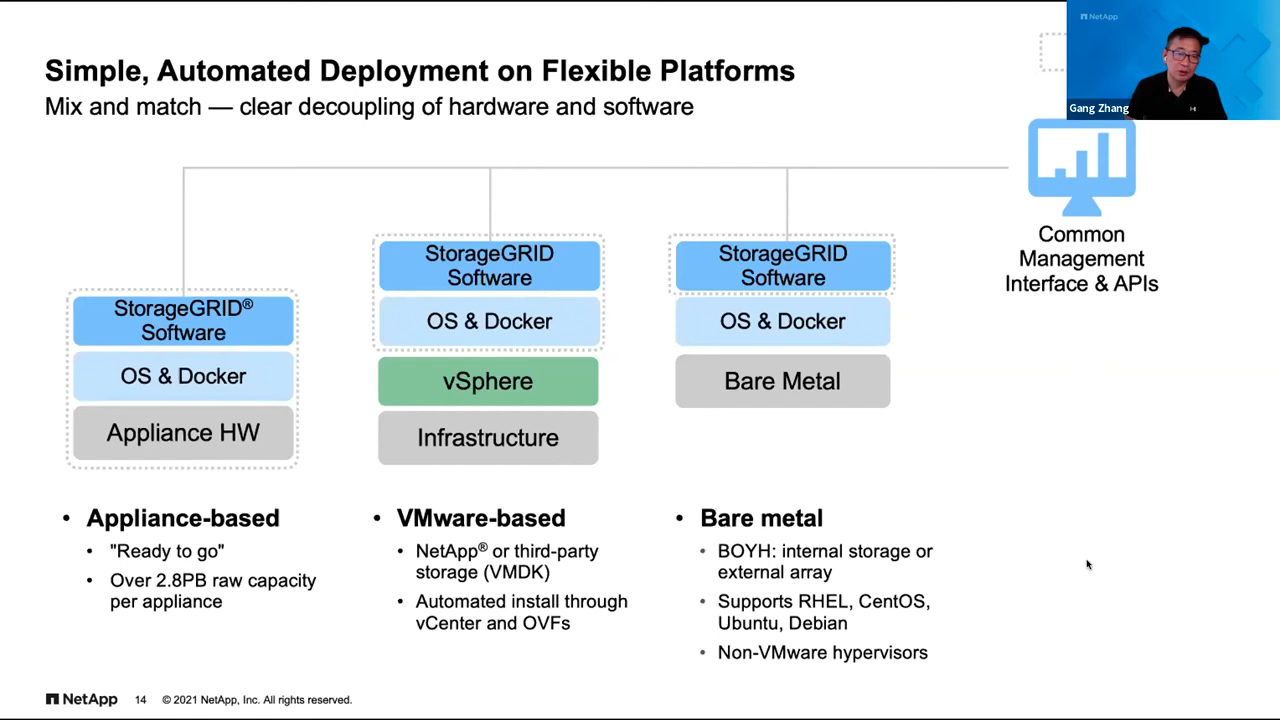 NetApp
Gang Zhang
Simple, Automated Deployment on Flexible Platforms
Mix and match — clear decoupling of hardware and software
Common
Management
Interface & APIs
StorageGRID®
Software
OS & Docker
Appliance HW
StorageGRID
Software
OS & Docker
vSphere
Infrastructure
StorageGRID
Software
OS & Docker
Bare Metal
• Appliance-based
• "Ready to go"
• Over 2.8PB raw capacity
per appliance
• VMware-based
• NetApp® or third-party
storage (VMDK)
• Automated install through
vCenter and OVFs
• Bare metal
• BOYH: internal storage or
external array
• Supports RHEL, CentOS,
Ubuntu, Debian
• Non-VMware hypervisors
NetApp 14 © 2021 NetApp, Inc. All rights reserved.